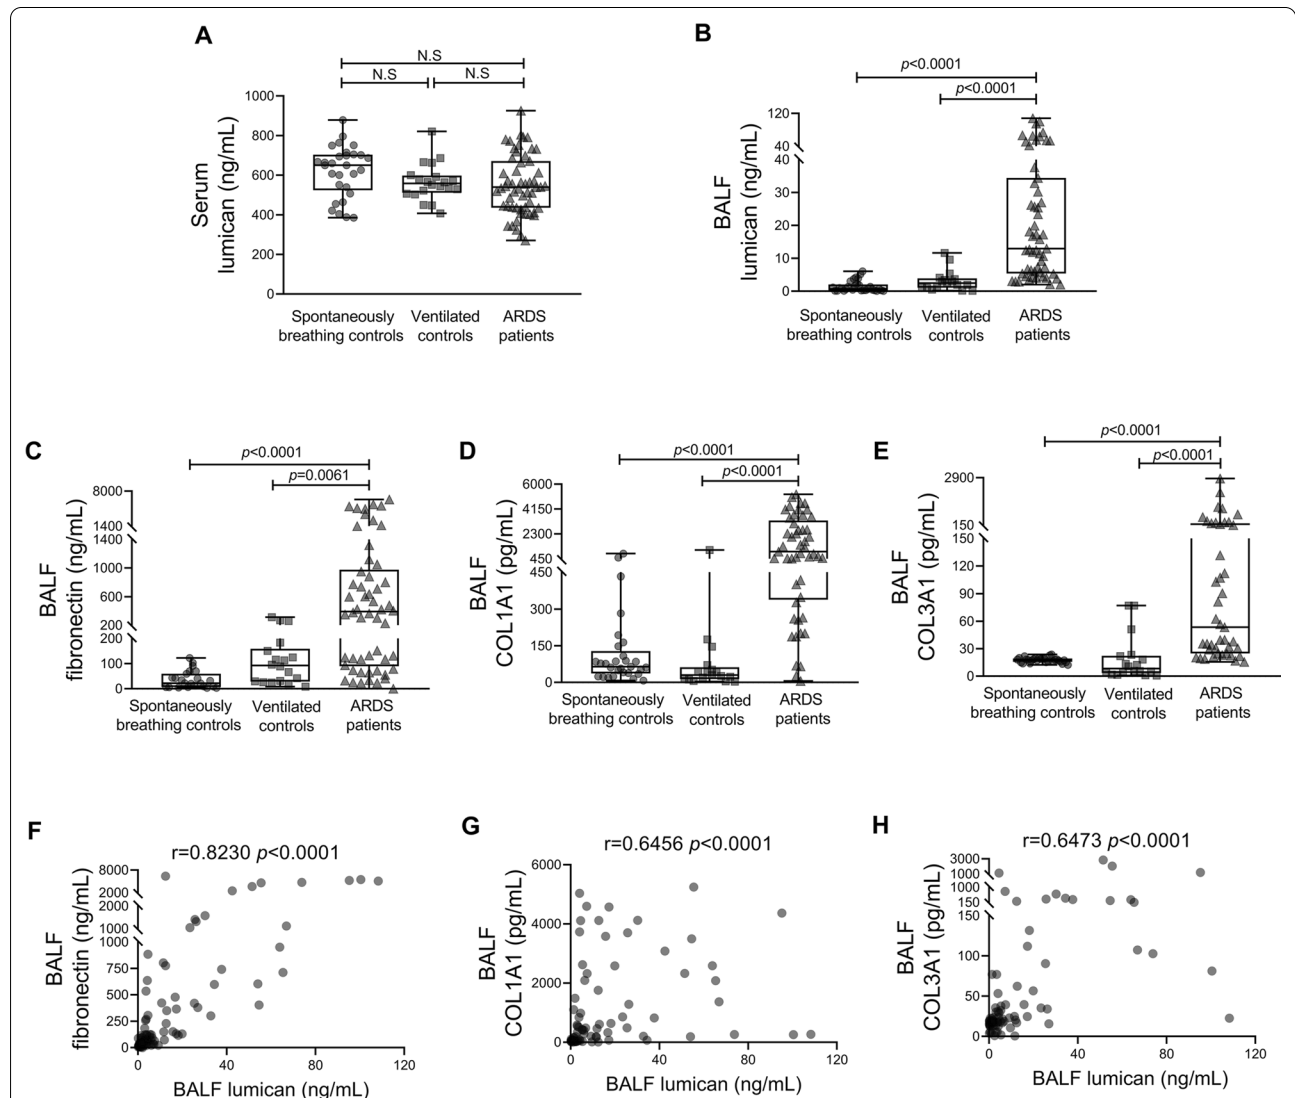 A
N.S
N.S
N.S
Serum
lumican (ng/mL)
1000
800
600
400
200
0
Spontaneously
breathing controls
Ventilated
controls
ARDS
patients
B
p<0.0001
p<0.0001
BALF
lumican (ng/mL)
120
40
40
30
20
10
0
Spontaneously
breathing controls
Ventilated
controls
ARDS
patients
C
p<0.0001
p=0.0061
BALF
fibronectin (ng/mL)
8000
1400
1400
1000
600
200
200
100
0
Spontaneously
breathing controls
Ventilated
controls
ARDS
patients
D
p<0.0001
p<0.0001
BALF
COL1A1 (pg/mL)
6000
4150
2300
450
450
300
150
0
Spontaneously
breathing controls
Ventilated
controls
ARDS
patients
E
p<0.0001
p<0.0001
BALF
COL3A1 (pg/mL)
2900
150
150
120
90
60
30
0
Spontaneously
breathing controls
Ventilated
controls
ARDS
patients
F
r=0.8230 p<0.0001
BALF
fibronectin (ng/mL)
8000
2000
2000
1000
1000
750
500
250
0
0
40
80
120
BALF lumican (ng/mL)
G
r=0.6456 p<0.0001
BALF
COL1A1 (pg/mL)
6000
4000
2000
0
0
40
80
120
BALF lumican (ng/mL)
H
r=0.6473 p<0.0001
BALF
COL3A1 (pg/mL)
3000
1000
1000
150
150
100
50
0
0
40
80
120
BALF lumican (ng/mL)